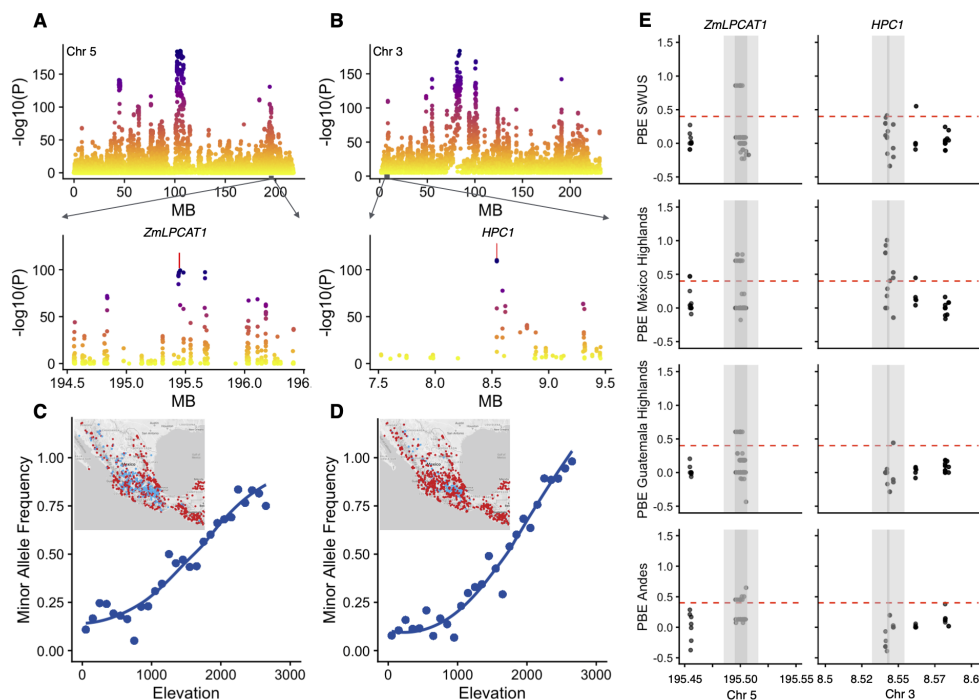 A
Chr 5
-log10(P)
150
100
50
0
0
50
100
150
200
MB
ZmLPCAT1
-log10(P)
100
50
0
194.5
195.0
195.5
196.0
196.
MB
B
Chr 3
-log10(P)
150
100
50
0
0
50
100
150
200
MB
HPC1
-log10(P)
100
50
0
7.5
8.0
8.5
9.0
9.5
MB
C
Minor Allele Frequency
1.00
0.75
0.50
0.25
0.00
0
1000
2000
3000
Elevation
D
Minor Allele Frequency
1.00
0.75
0.50
0.25
0.00
0
1000
2000
3000
Elevation
E
ZmLPCAT1
HPC1
PBE SWUS
1.5
1.0
0.5
0.0
-0.5
PBE México Highlands
1.5
1.0
0.5
0.0
-0.5
PBE Guatemala Highlands
1.5
1.0
0.5
0.0
-0.5
PBE Andes
1.5
1.0
0.5
0.0
-0.5
195.45
195.50
195.55
Chr 5
8.5
8.55
8.57
8.6
Chr 3